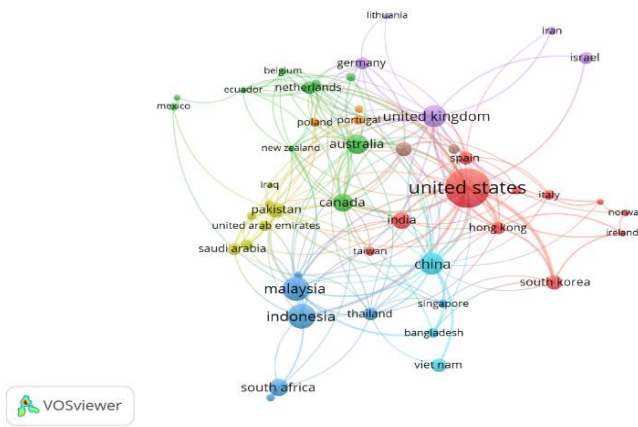 lithuania
iran
germany
israel
belgium
ecuador
netherlands
mexico
united kingdom
poland
portugal
new zealand
australia
spain
united states
iraq
pakistan
canada
italy
india
norwa
united arab emirates
hong kong
ireland
saudi arabia
taiwan
china
south korea
malaysia
singapore
indonesia
thailand
bangladesh
viet nam
south africa
VOSviewer